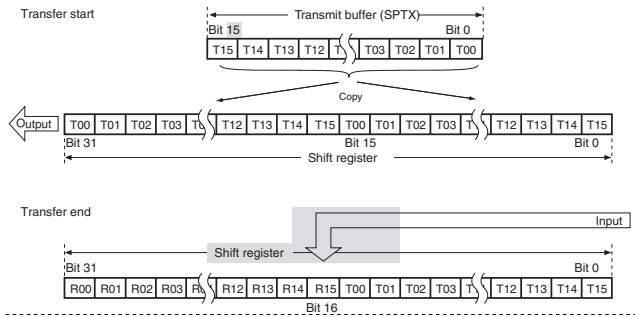 Transfer start
Transmit buffer (SPTX)
Bit 15 Bit 0
T15 T14 T13 T12 T03 T02 T01 T00
Copy
Output
T00 T01 T02 T03 T12 T13 T14 T15 T00 T01 T02 T03 T12 T13 T14 T15
Bit 31 Bit 15 Bit 0
Shift register
Transfer end
Input
Shift register
Bit 31 Bit 0
R00 R01 R02 R03 R12 R13 R14 R15 T00 T01 T02 T03 T12 T13 T14 T15
Bit 16